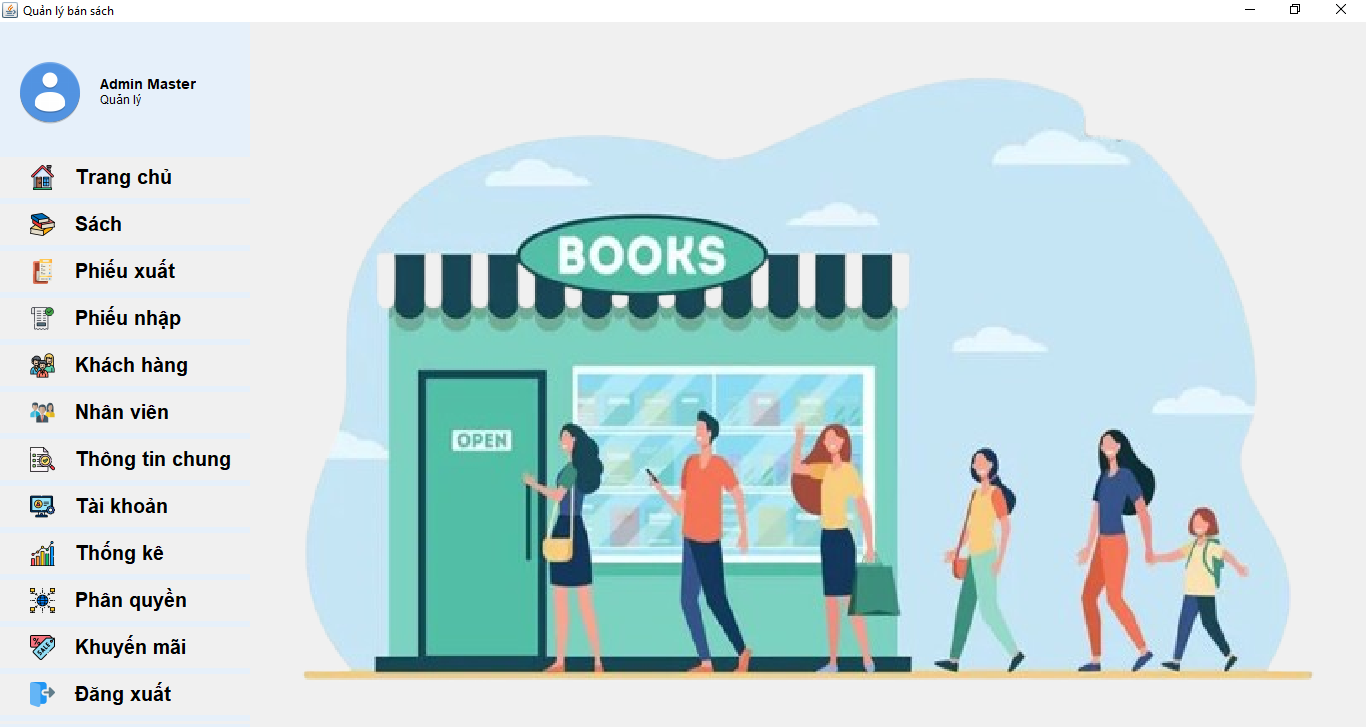 Quản lý bán sách
Admin Master
Quản lý
Trang chủ
Sách
Phiếu xuất
Phiếu nhập
Khách hàng
Nhân viên
Thông tin chung
Tài khoản
Thống kê
Phân quyền
Khuyến mãi
Đăng xuất
BOOKS
OPEN